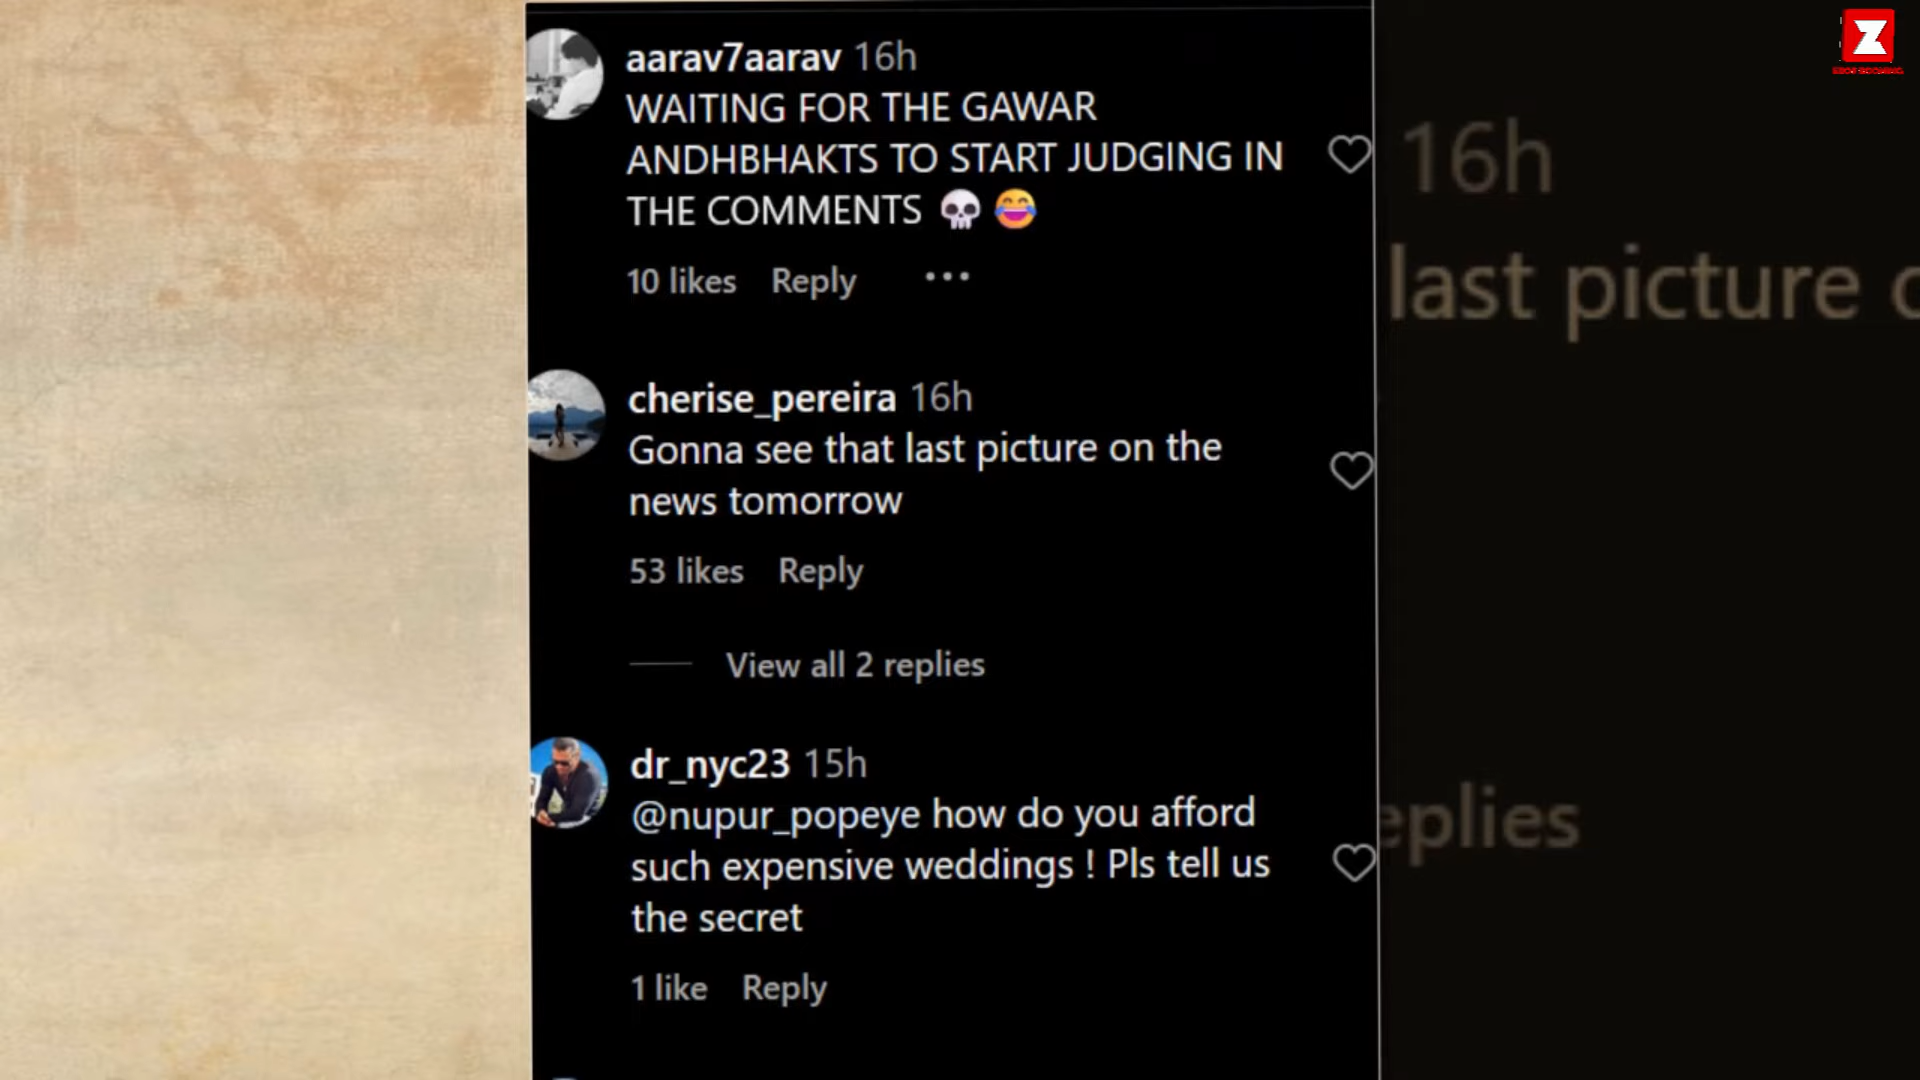 aarav7aarav 16h
WAITING FOR THE GAWAR
ANDHBHAKTS TO START JUDGING IN
THE COMMENTS 💀 😂
10 likes Reply •••
cherise_pereira 16h
Gonna see that last picture on the
news tomorrow
53 likes Reply
View all 2 replies
dr_nyc23 15h
@nupur_popeye how do you afford
such expensive weddings ! Pls tell us
the secret
1 like Reply
16h
last picture
eplies
Z